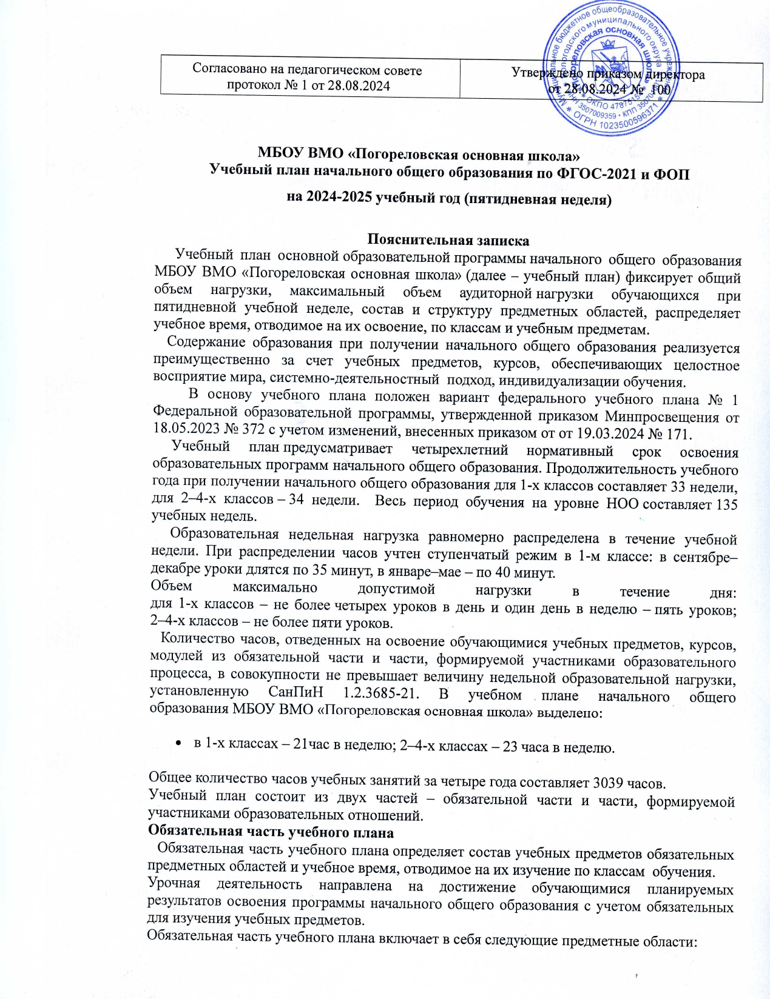 Согласовано на педагогическом совете
протокол № 1 от 28.08.2024
Утверждено приказом директора
от 28.08.2024 № 100
общеобразовательное учреждение
муниципального округа
основная школа»
* ОГРН 1023500596371 *
ИНН 3507009359 • КПП
* ОКПО
МБОУ ВМО «Погореловская основная школа»
Учебный план начального общего образования по ФГОС-2021 и ФОП
на 2024-2025 учебный год (пятидневная неделя)
Пояснительная записка
Учебный план основной образовательной программы начального общего образования
МБОУ ВМО «Погореловская основная школа» (далее – учебный план) фиксирует общий
объем нагрузки, максимальный объем аудиторной нагрузки обучающихся при
пятидневной учебной неделе, состав и структуру предметных областей, распределяет
учебное время, отводимое на их освоение, по классам и учебным предметам.
Содержание образования при получении начального общего образования реализуется
преимущественно за счет учебных предметов, курсов, обеспечивающих целостное
восприятие мира, системно-деятельностный подход, индивидуализации обучения.
В основу учебного плана положен вариант федерального учебного плана № 1
Федеральной образовательной программы, утвержденной приказом Минпросвещения от
18.05.2023 № 372 с учетом изменений, внесенных приказом от от 19.03.2024 № 171.
Учебный план предусматривает четырехлетний нормативный срок освоения
образовательных программ начального общего образования. Продолжительность учебного
года при получении начального общего образования для 1-х классов составляет 33 недели,
для 2–4-х классов – 34 недели. Весь период обучения на уровне НОО составляет 135
учебных недель.
Образовательная недельная нагрузка равномерно распределена в течение учебной
недели. При распределении часов учтен ступенчатый режим в 1-м классе: в сентябре–
декабре уроки длятся по 35 минут, в январе–мае – по 40 минут.
Объем максимально допустимой нагрузки в течение дня:
для 1-х классов – не более четырех уроков в день и один день в неделю – пять уроков;
2–4-х классов – не более пяти уроков.
Количество часов, отведенных на освоение обучающимися учебных предметов, курсов,
модулей из обязательной части и части, формируемой участниками образовательного
процесса, в совокупности не превышает величину недельной образовательной нагрузки,
установленную СанПиН 1.2.3685-21. В учебном плане начального общего
образования МБОУ ВМО «Погореловская основная школа» выделено:
• в 1-х классах – 21час в неделю; 2–4-х классах – 23 часа в неделю.
Общее количество часов учебных занятий за четыре года составляет 3039 часов.
Учебный план состоит из двух частей – обязательной части и части, формируемой
участниками образовательных отношений.
Обязательная часть учебного плана
Обязательная часть учебного плана определяет состав учебных предметов обязательных
предметных областей и учебное время, отводимое на их изучение по классам обучения.
Урочная деятельность направлена на достижение обучающимися планируемых
результатов освоения программы начального общего образования с учетом обязательных
для изучения учебных предметов.
Обязательная часть учебного плана включает в себя следующие предметные области: